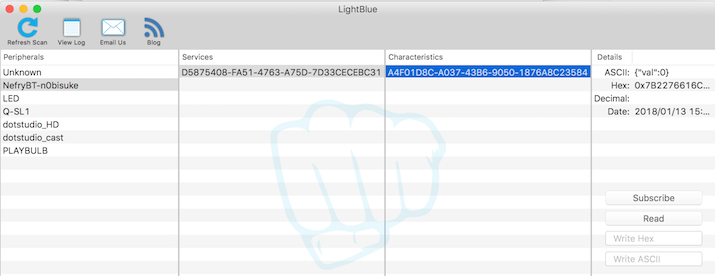 LightBlue
Refresh Scan View Log Email Us Blog
Peripherals Services Characteristics Details
Unknown D5875408-FA51-4763-A75D-7D33CECEBC31 A4F01D8C-A037-43B6-9050-1876A8C23584 ASCII: {"val":0}
NefryBT-n0bisuke Hex: 0x7B2276616C...
LED Decimal:
Q-SL1 Date: 2018/01/13 15:...
dotstudio_HD
dotstudio_cast
PLAYBULB
Subscribe
Read
Write Hex
Write ASCII